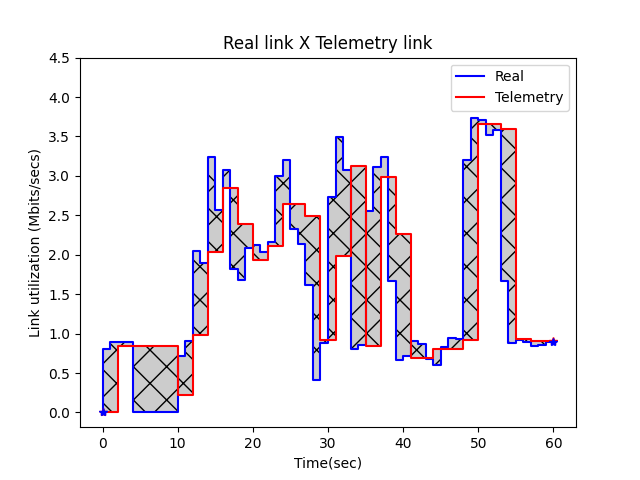 Real link X Telemetry link
Real
Telemetry
Link utilization (Mbits/secs)
4.5
4.0
3.5
3.0
2.5
2.0
1.5
1.0
0.5
0.0
0 10 20 30 40 50 60
Time(sec)